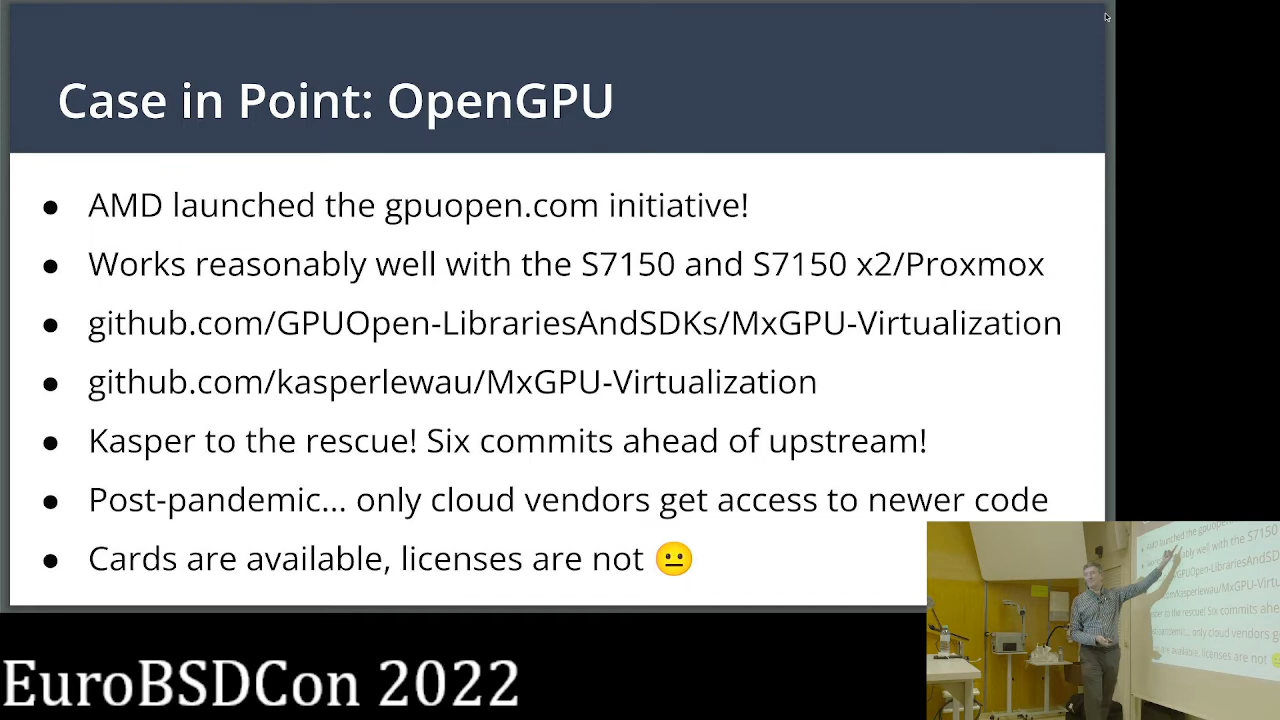 Case in Point: OpenGPU
● AMD launched the gpuopen.com initiative!
● Works reasonably well with the S7150 and S7150 x2/Proxmox
● github.com/GPUOpen-LibrariesAndSDKs/MxGPU-Virtualization
● github.com/kasperlewau/MxGPU-Virtualization
● Kasper to the rescue! Six commits ahead of upstream!
● Post-pandemic... only cloud vendors get access to newer code
● Cards are available, licenses are not 😐
EuroBSDCon 2022